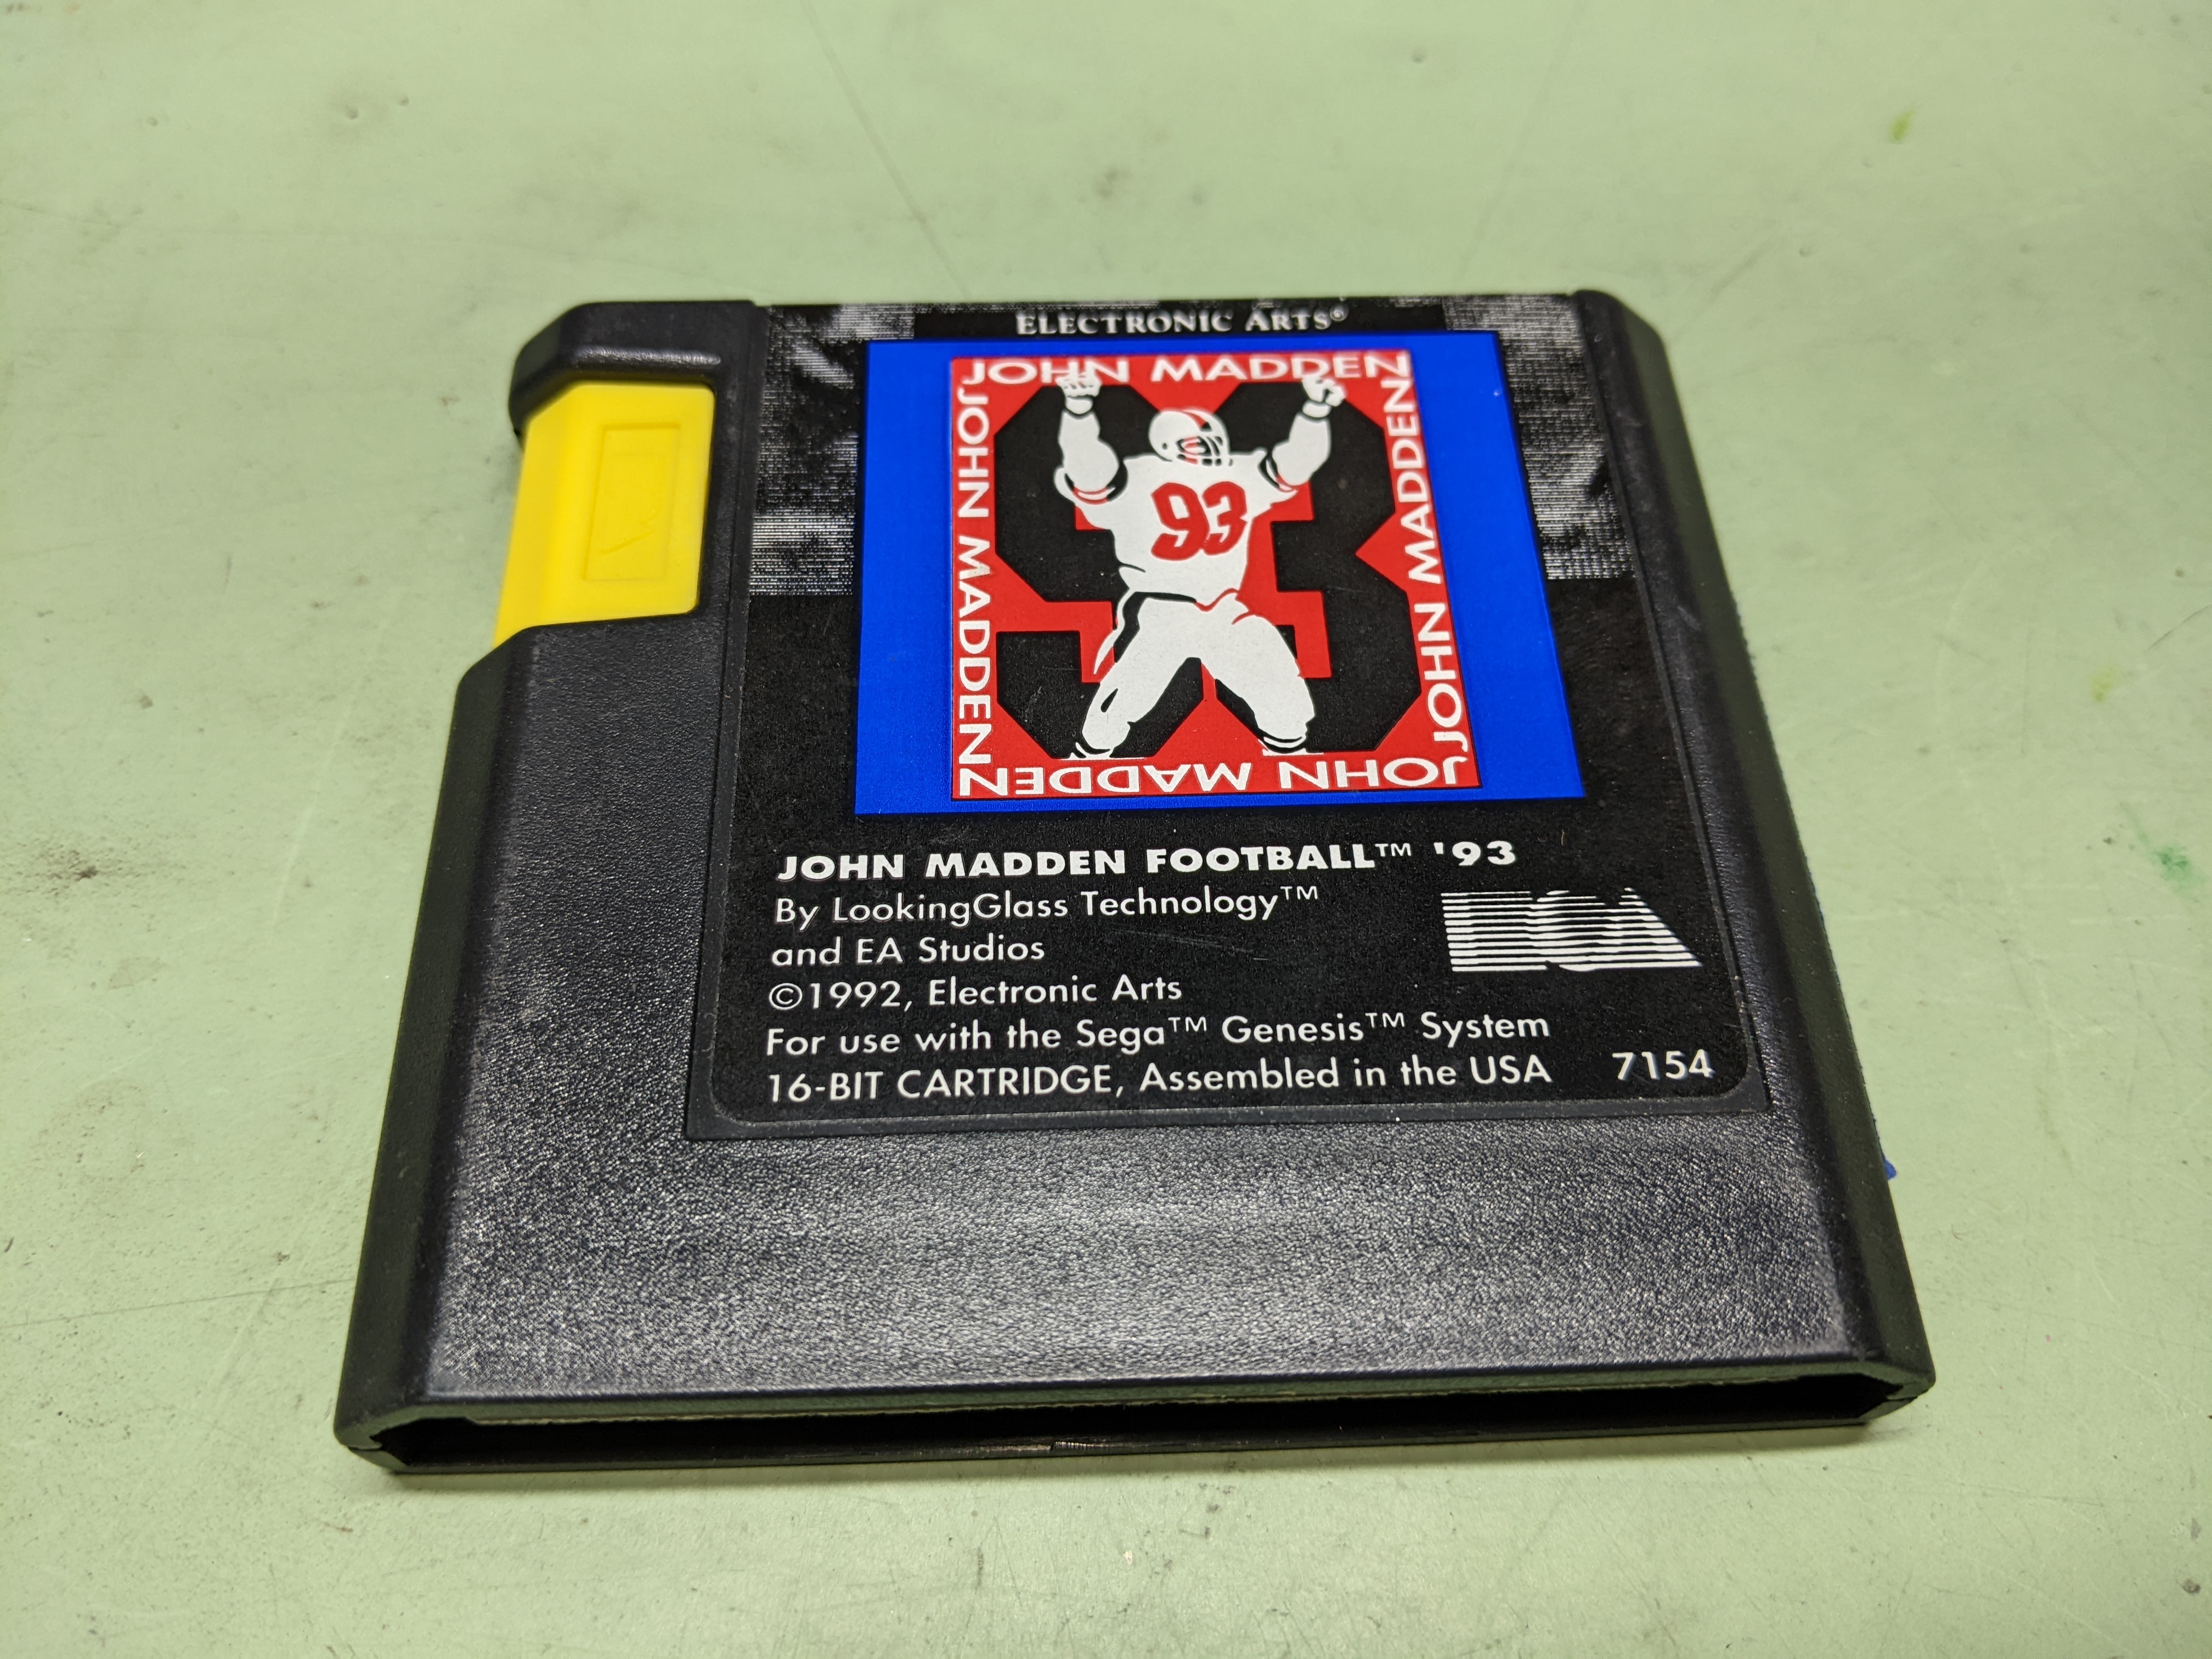 ELECTRONIC ARTS®
JOHN MADDEN
JOHN MADDEN
JOHN MADDEN
JOHN MADDEN
93
93
JOHN MADDEN FOOTBALL™ '93
By LookingGlass Technology™
and EA Studios
EA
©1992, Electronic Arts
For use with the Sega™ Genesis™ System
16-BIT CARTRIDGE, Assembled in the USA 7154